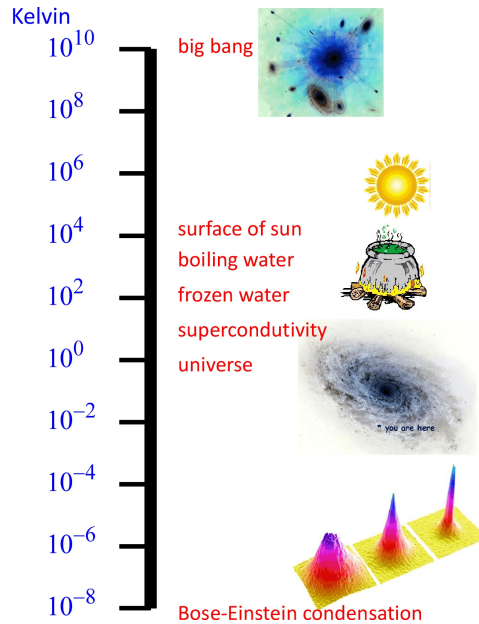 Kelvin
10^10 big bang
10^8
10^6
10^4 surface of sun
boiling water
10^2 frozen water
supercondutivity
10^0 universe
10^-2 * you are here
10^-4
10^-6
10^-8 Bose-Einstein condensation